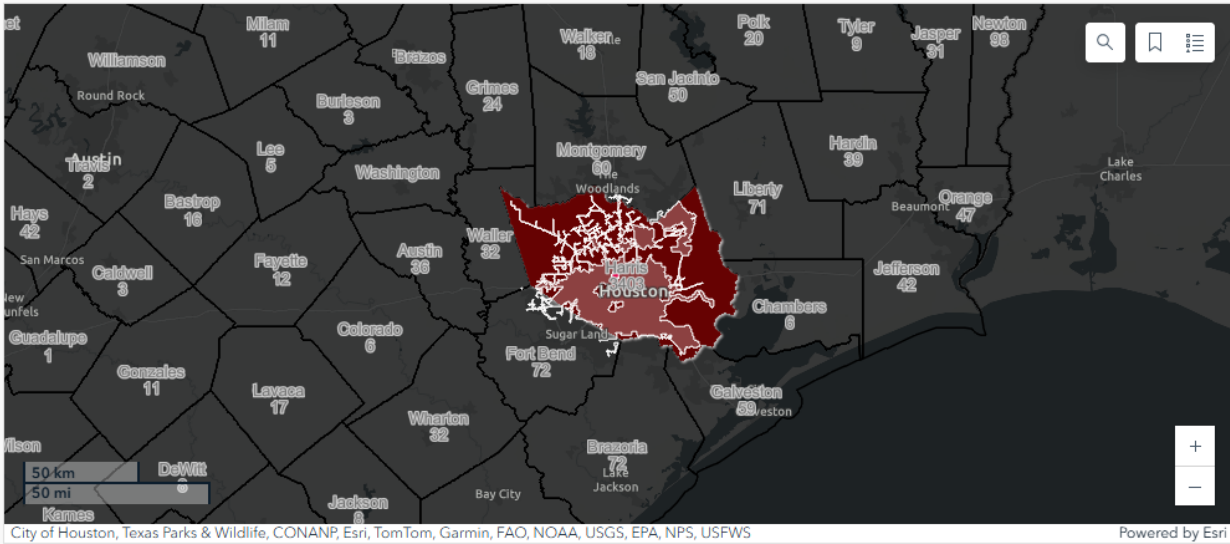 Milam
11
Williamson
Round Rock
Brazos
Burleson
3
Grimes
24
Walker
18
Polk
20
Tyler
9
Jasper
31
Newton
98
San Jacinto
50
Lee
5
Washington
Montgomery
60
The
Woodlands
Hardin
39
Lake
Charles
Austin
Travis
2
Bastrop
16
Liberty
71
Beaumont
Orange
47
Hays
42
San Marcos
Caldwell
3
Fayette
12
Austin
36
Waller
32
Harris
3403
Houston
Jefferson
42
Chambers
6
Guadalupe
1
Colorado
6
Sugar Land
Fort Bend
72
Gonzales
11
Lavaca
17
Wharton
32
Galveston
59
Brazoria
72
Lake
Jackson
50 km
50 mi
DeWitt
Jackson
8
Bay City
Karnes
City of Houston, Texas Parks & Wildlife, CONANP, Esri, TomTom, Garmin, FAO, NOAA, USGS, EPA, NPS, USFWS
Powered by Esri